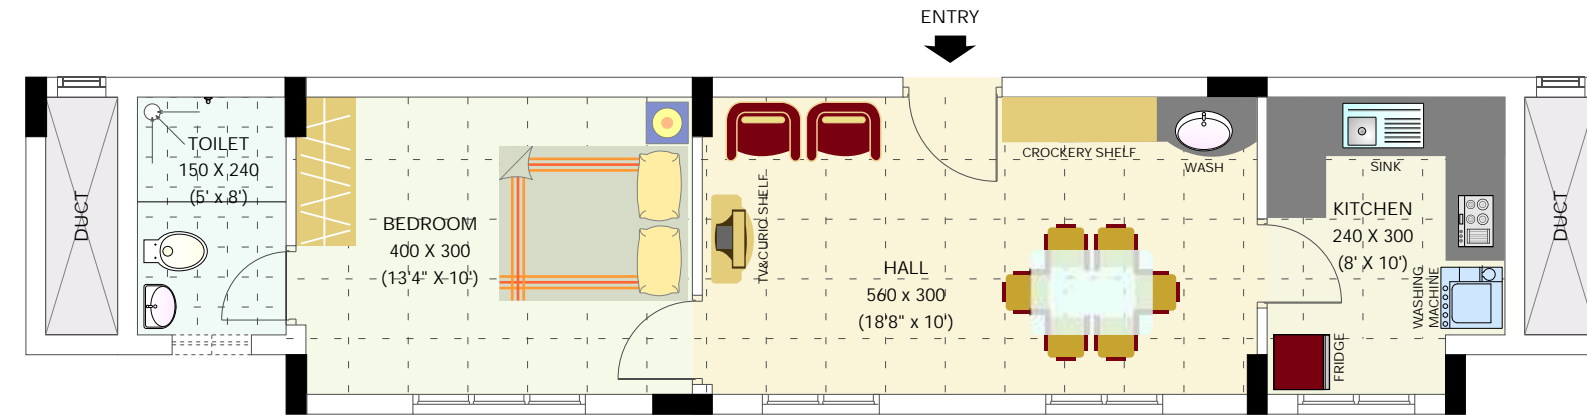 ENTRY
TOILET
150 X 240
(5' x 8')
DUCT
BEDROOM
400 X 300
(13'4" X 10')
TV&CURIO SHELF
HALL
560 x 300
(18'8" x 10')
CROCKERY SHELF
WASH
SINK
KITCHEN
240 X 300
(8' X 10')
WASHING
MACHINE
FRIDGE
DUCT